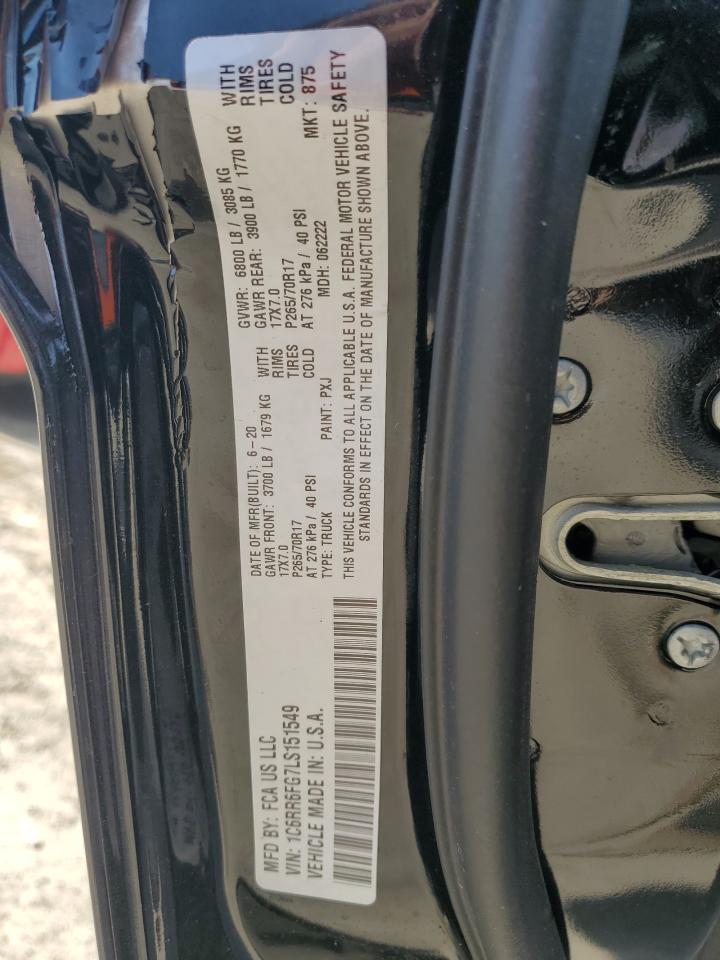 MFD BY: FCA US LLC
VIN: 1C6RR6FG7LS151549
VEHICLE MADE IN: U.S.A.
DATE OF MFR(BUILT): 6-20
GVWR: 6800 LB / 3085 KG
GAWR FRONT: 3700 LB / 1679 KG WITH
GAWR REAR: 3900 LB / 1770 KG WITH
17X7.0 RIMS
17X7.0 RIMS
P265/70R17 TIRES
P265/70R17 TIRES
AT 276 kPa / 40 PSI COLD
AT 276 kPa / 40 PSI COLD
TYPE: TRUCK PAINT: PXJ MDH: 062222 MKT: 875
THIS VEHICLE CONFORMS TO ALL APPLICABLE U.S.A. FEDERAL MOTOR VEHICLE SAFETY
STANDARDS IN EFFECT ON THE DATE OF MANUFACTURE SHOWN ABOVE.